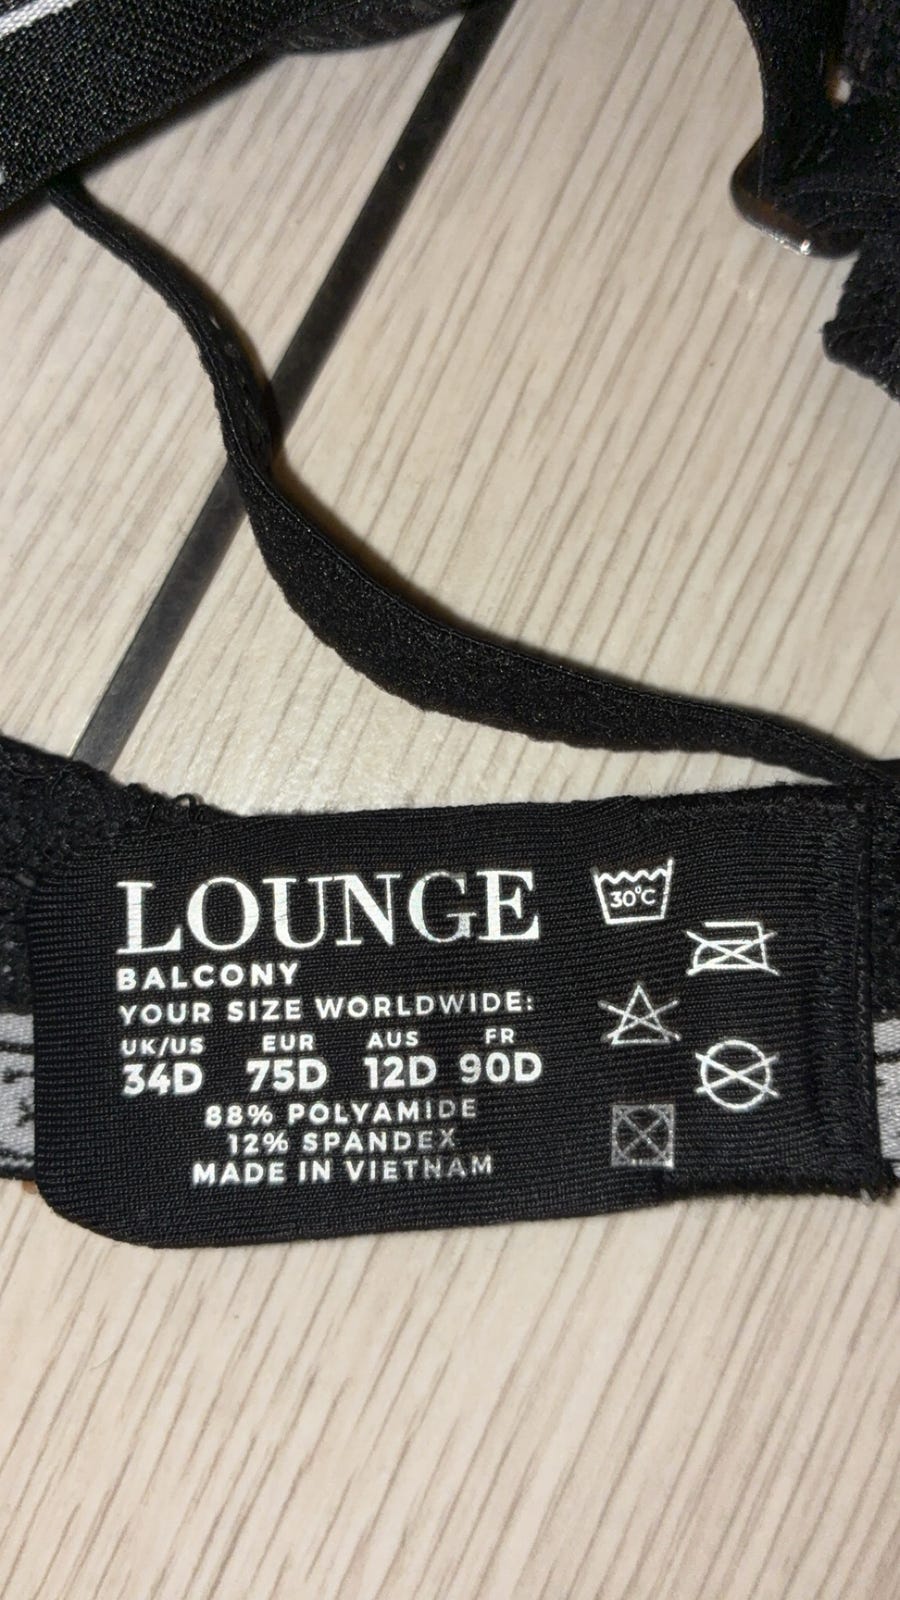 LOUNGE
BALCONY
YOUR SIZE WORLDWIDE:
UK/US EUR AUS FR
34D 75D 12D 90D
88% POLYAMIDE
12% SPANDEX
MADE IN VIETNAM
30°C